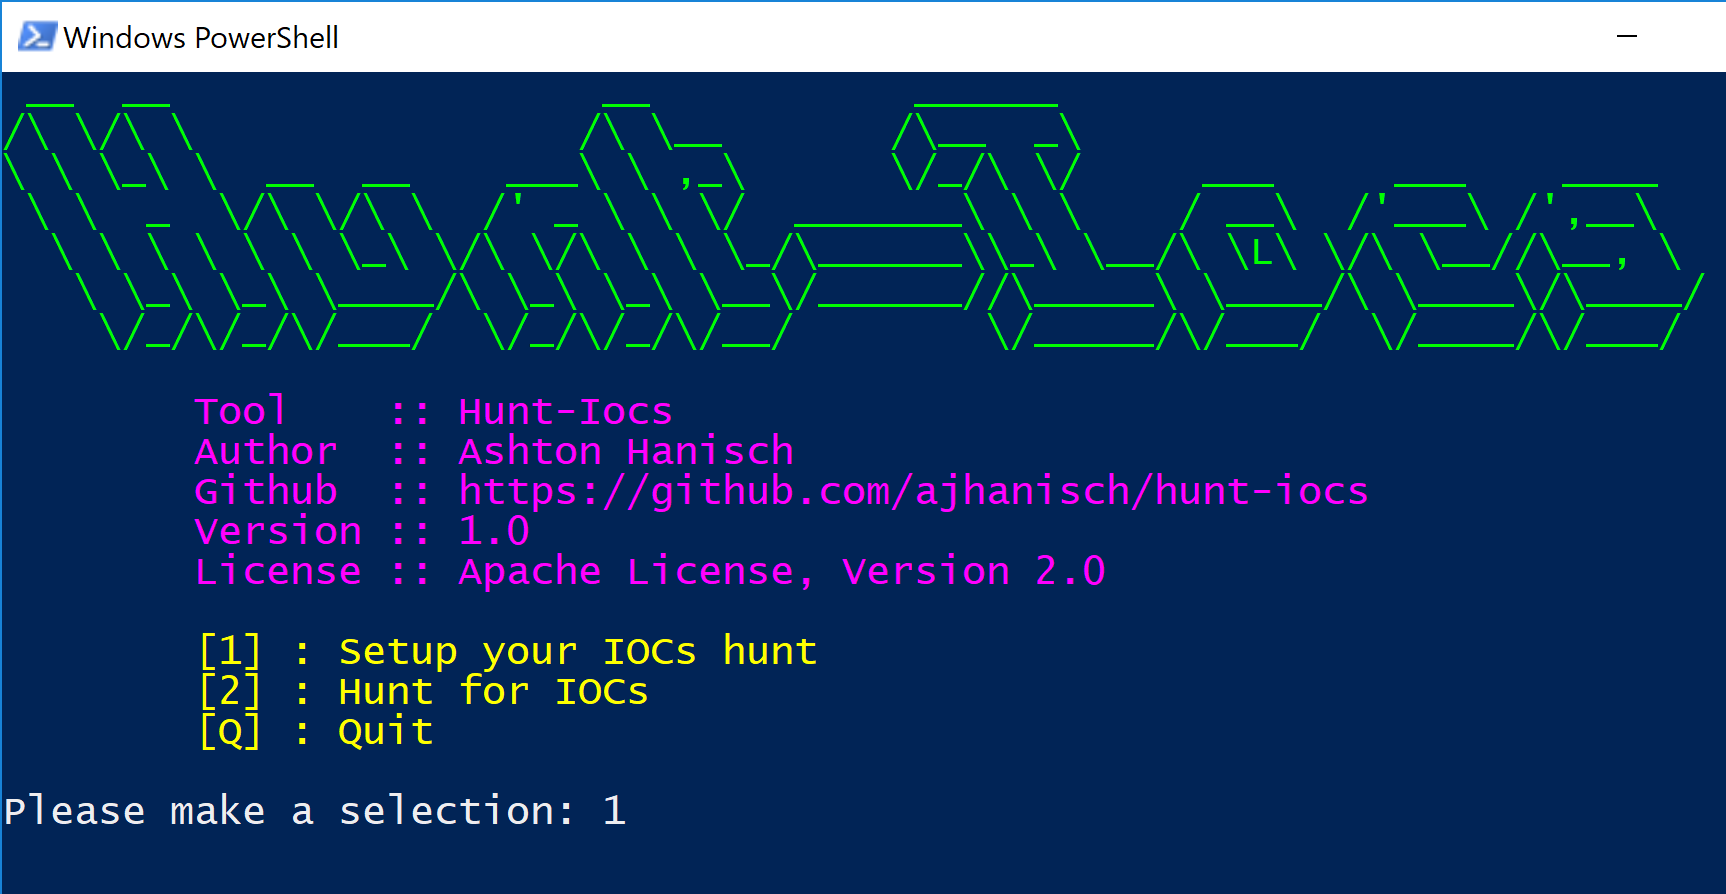 Windows PowerShell
Hunt-Iocs
Tool    :: Hunt-Iocs
Author  :: Ashton Hanisch
Github  :: https://github.com/ajhanisch/hunt-iocs
Version :: 1.0
License :: Apache License, Version 2.0
[1] : Setup your IOCs hunt
[2] : Hunt for IOCs
[Q] : Quit
Please make a selection: 1